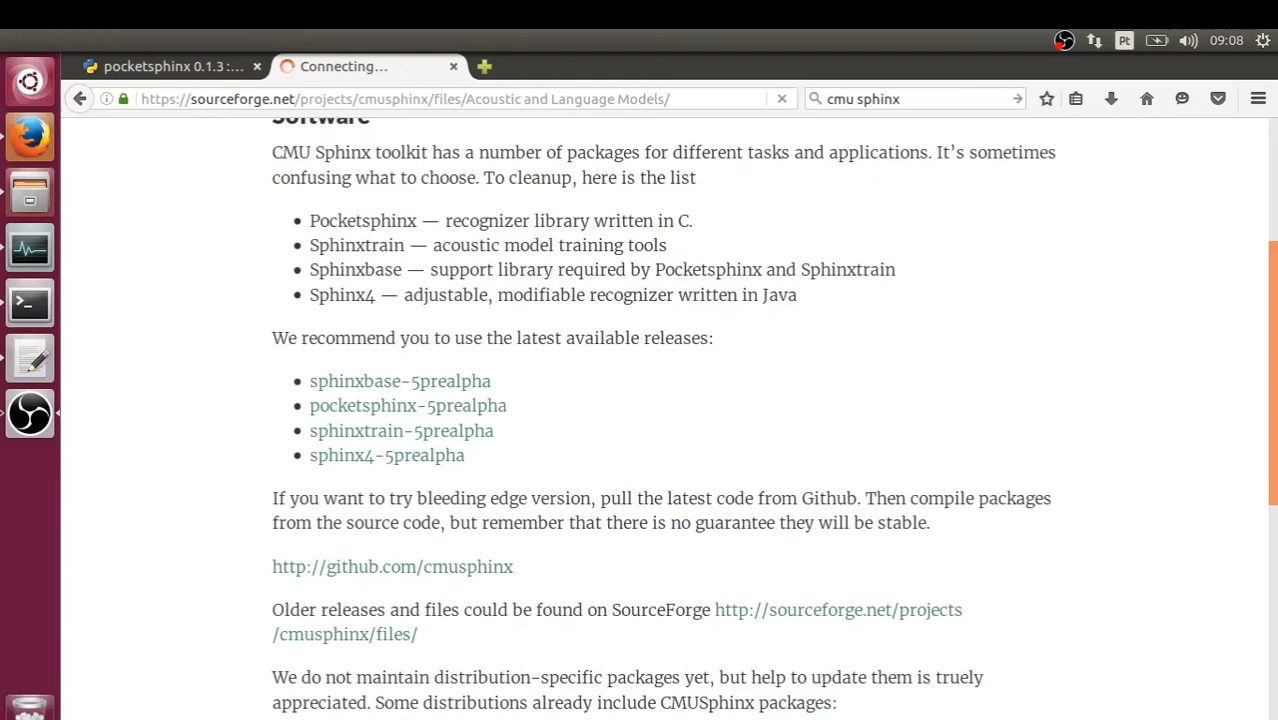 Pt
09:08
pocketsphinx 0.1.3 :...
Connecting...
https://sourceforge.net/projects/cmusphinx/files/Acoustic and Language Models/
cmu sphinx
Software
CMU Sphinx toolkit has a number of packages for different tasks and applications. It's sometimes
confusing what to choose. To cleanup, here is the list
Pocketsphinx — recognizer library written in C.
Sphinxtrain — acoustic model training tools
Sphinxbase — support library required by Pocketsphinx and Sphinxtrain
Sphinx4 — adjustable, modifiable recognizer written in Java
We recommend you to use the latest available releases:
sphinxbase-5prealpha
pocketsphinx-5prealpha
sphinxtrain-5prealpha
sphinx4-5prealpha
If you want to try bleeding edge version, pull the latest code from Github. Then compile packages
from the source code, but remember that there is no guarantee they will be stable.
http://github.com/cmusphinx
Older releases and files could be found on SourceForge http://sourceforge.net/projects
/cmusphinx/files/
We do not maintain distribution-specific packages yet, but help to update them is truely
appreciated. Some distributions already include CMUSphinx packages: